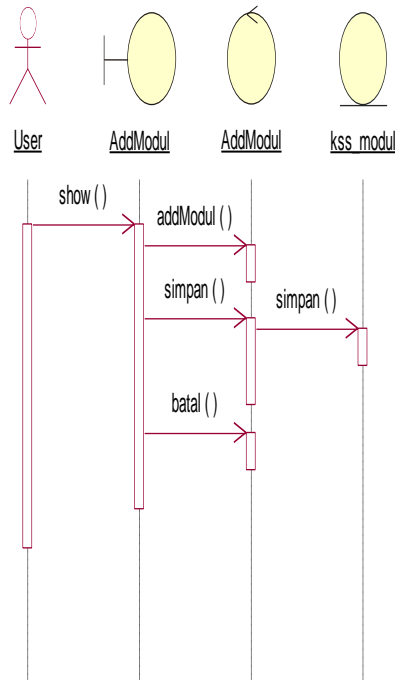 User
AddModul
AddModul
kss_modul
show ( )
addModul ( )
simpan ( )
simpan ( )
batal ( )